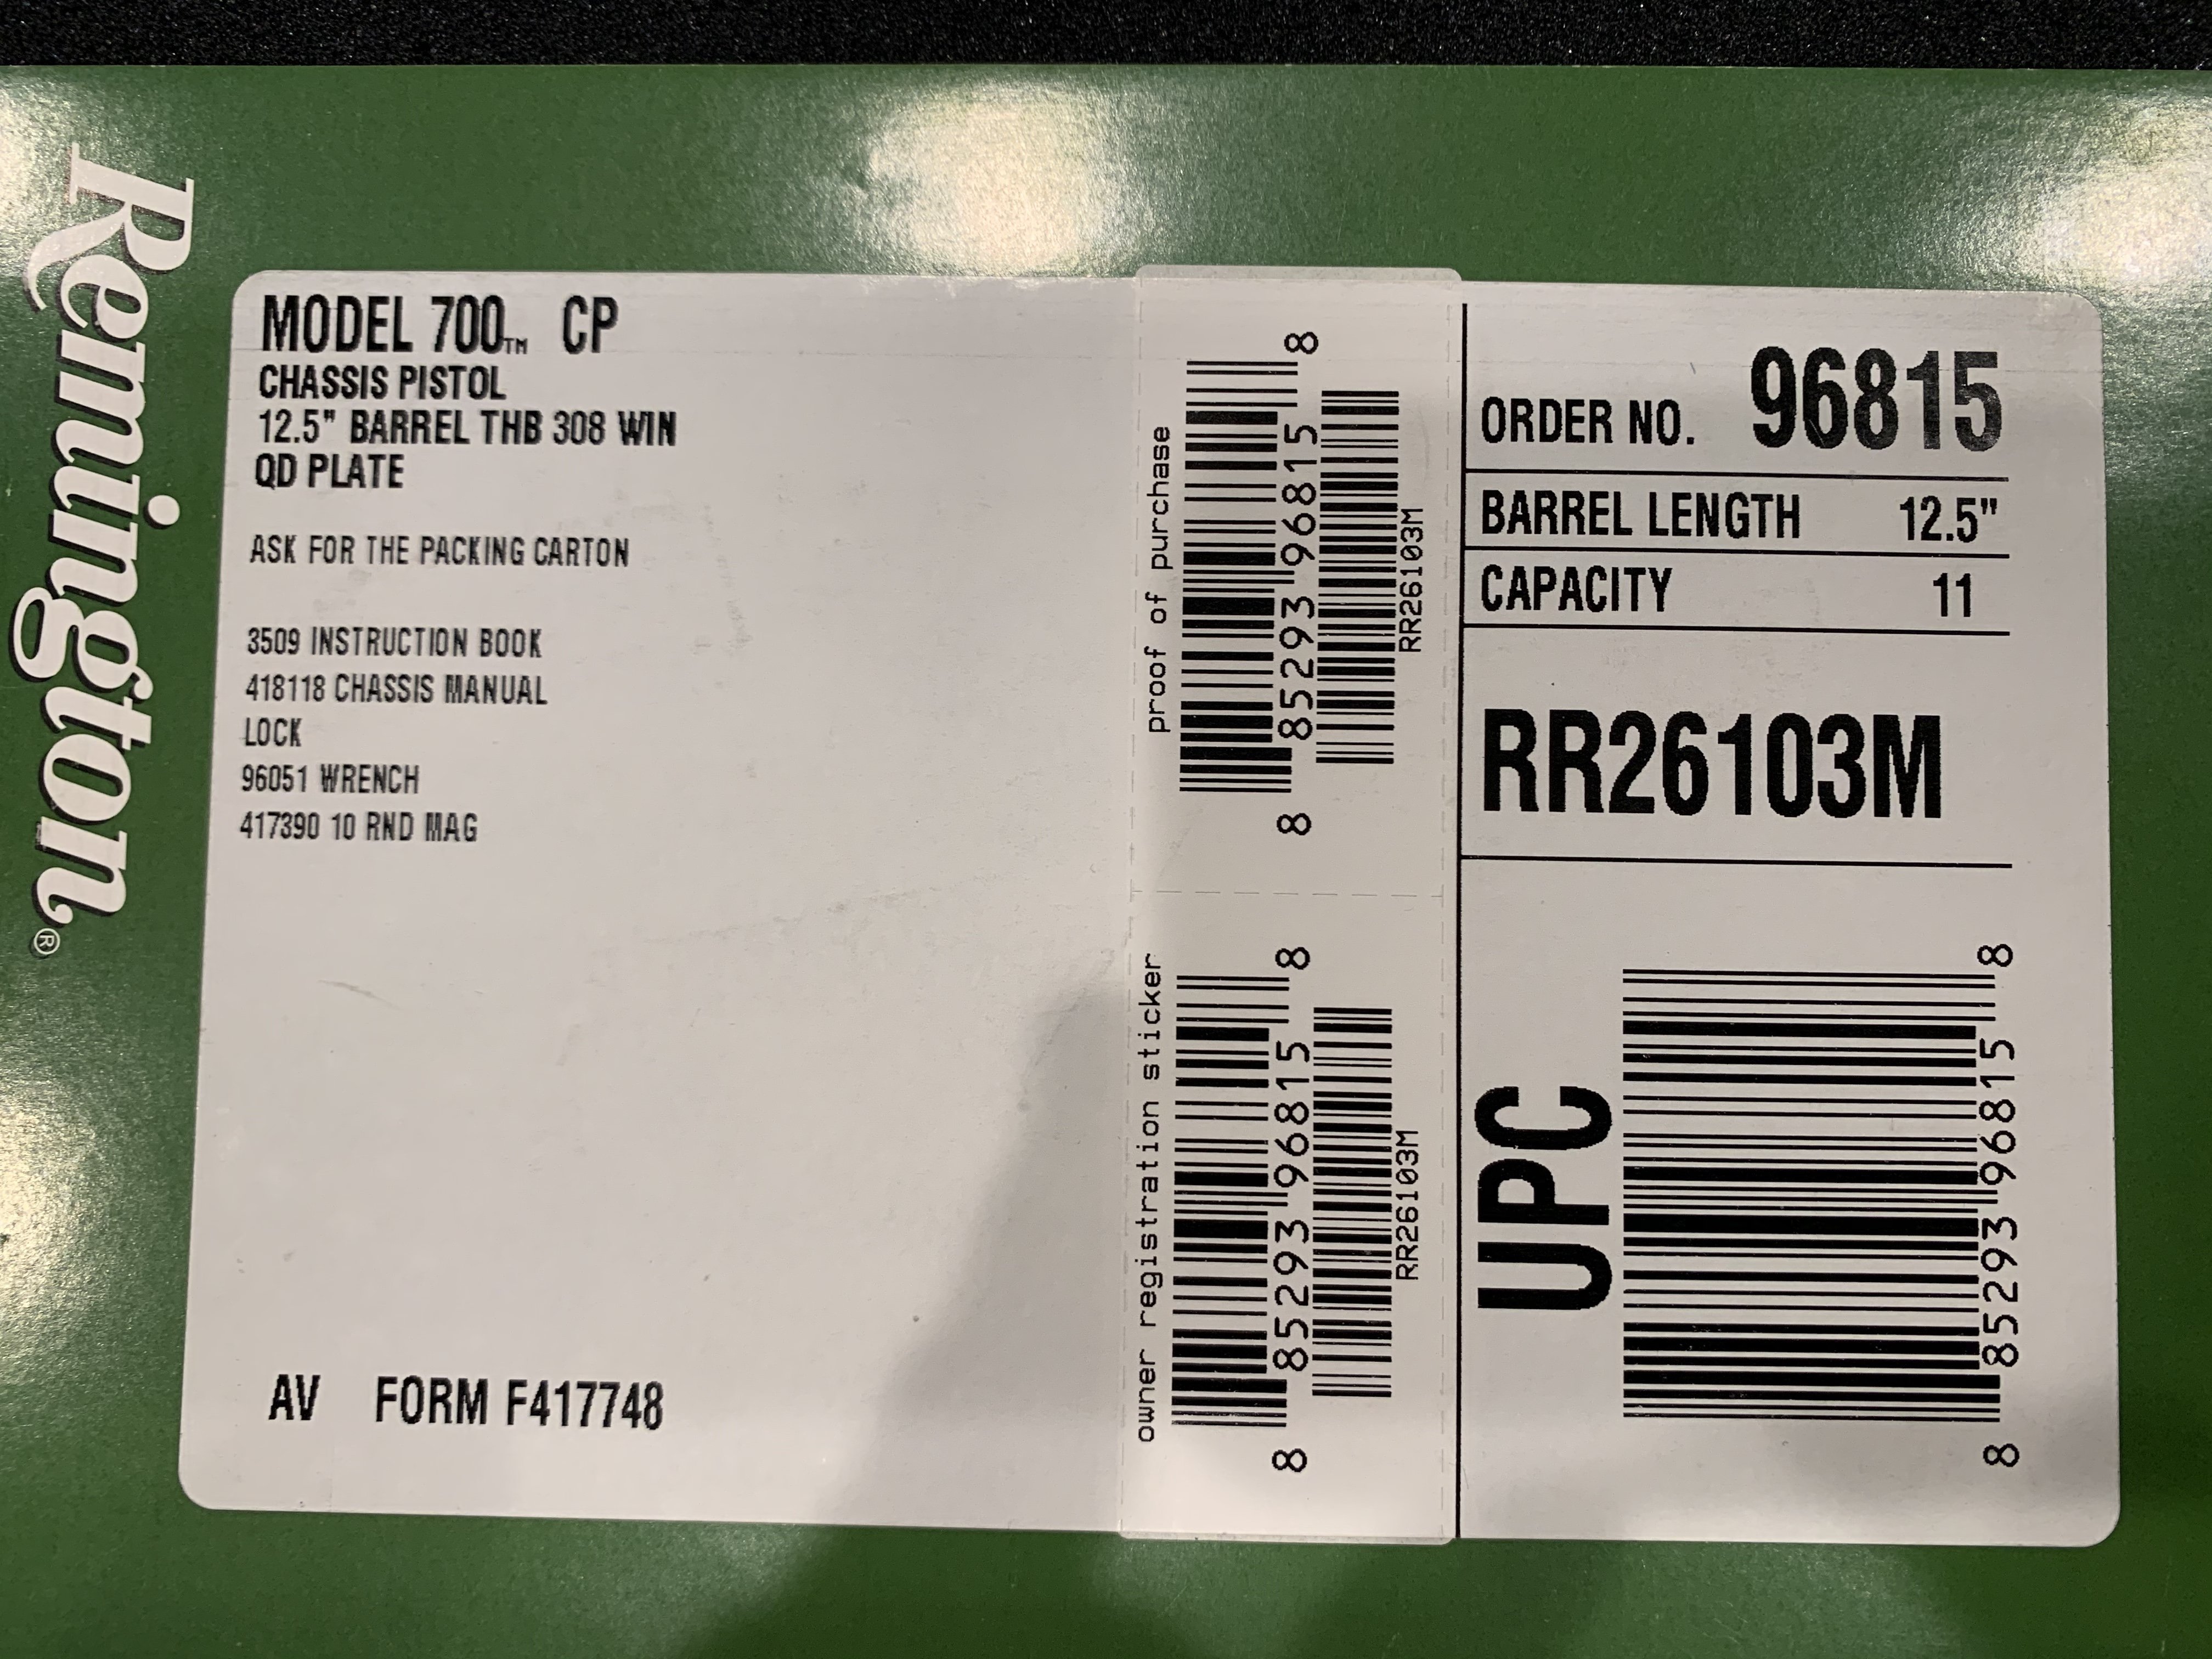 Remington®
MODEL 700™ CP
CHASSIS PISTOL
12.5" BARREL THB 308 WIN
QD PLATE
ASK FOR THE PACKING CARTON
3509 INSTRUCTION BOOK
418118 CHASSIS MANUAL
LOCK
96051 WRENCH
417390 10 RND MAG
AV FORM F417748
proof of purchase
8 85293 96815 8
RR26103M
owner registration sticker
8 85293 96815 8
RR26103M
ORDER NO. 96815
BARREL LENGTH 12.5"
CAPACITY 11
RR26103M
UPC
8 85293 96815 8